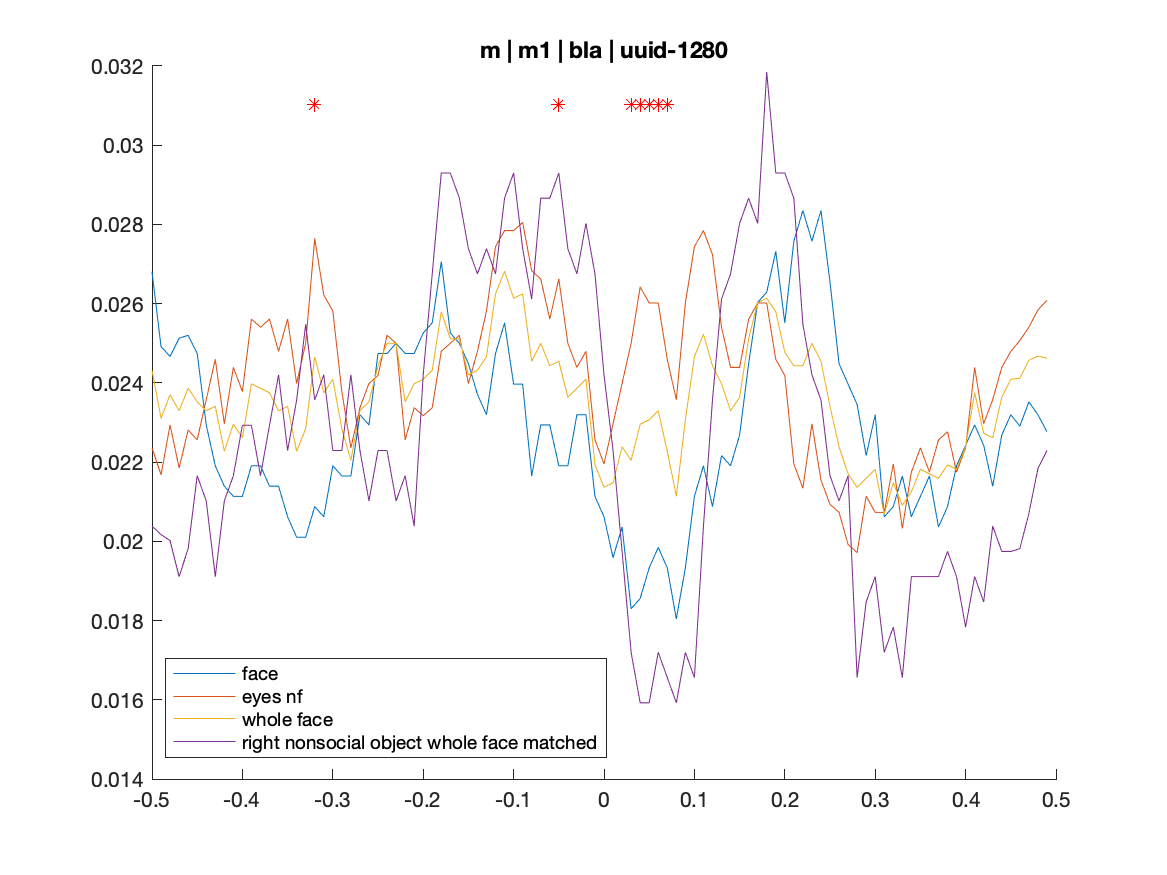 m | m1 | bla | uuid-1280
0.032
0.03
0.028
0.026
0.024
0.022
0.02
0.018
0.016
0.014
face
eyes nf
whole face
right nonsocial object whole face matched
-0.5 -0.4 -0.3 -0.2 -0.1 0 0.1 0.2 0.3 0.4 0.5